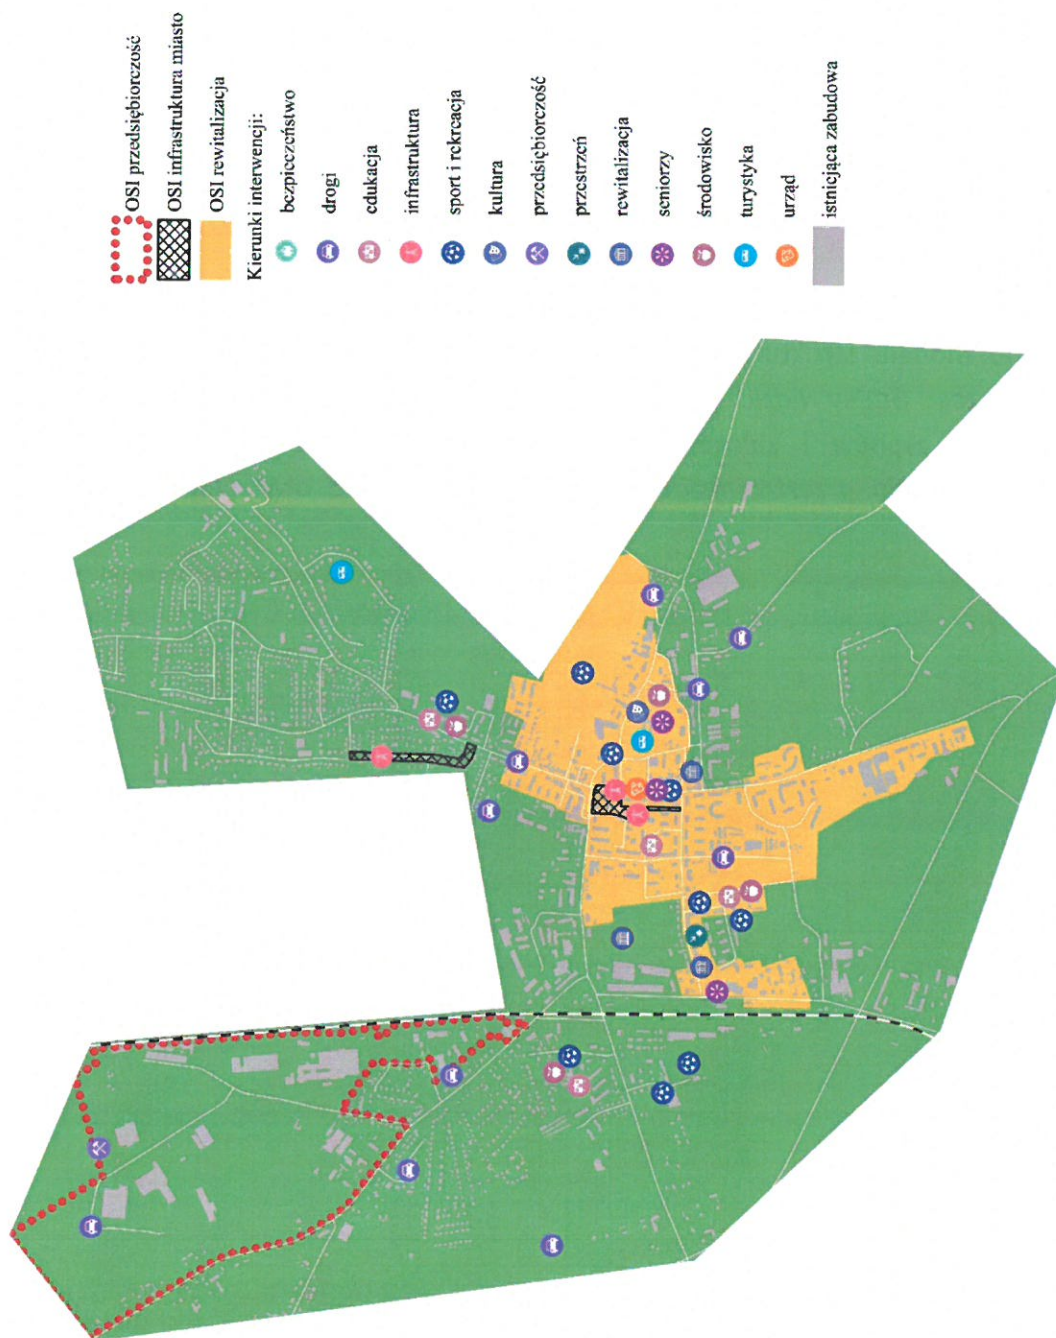 OSI przedsiębiorczość
OSI infrastruktura miasto
OSI rewitalizacja
Kierunki interwencji:
bezpieczeństwo
drogi
edukacja
infrastruktura
sport i rekreacja
kultura
przedsiębiorczość
przestrzeń
rewitalizacja
seniorzy
środowisko
turystyka
urząd
istniejąca zabudowa